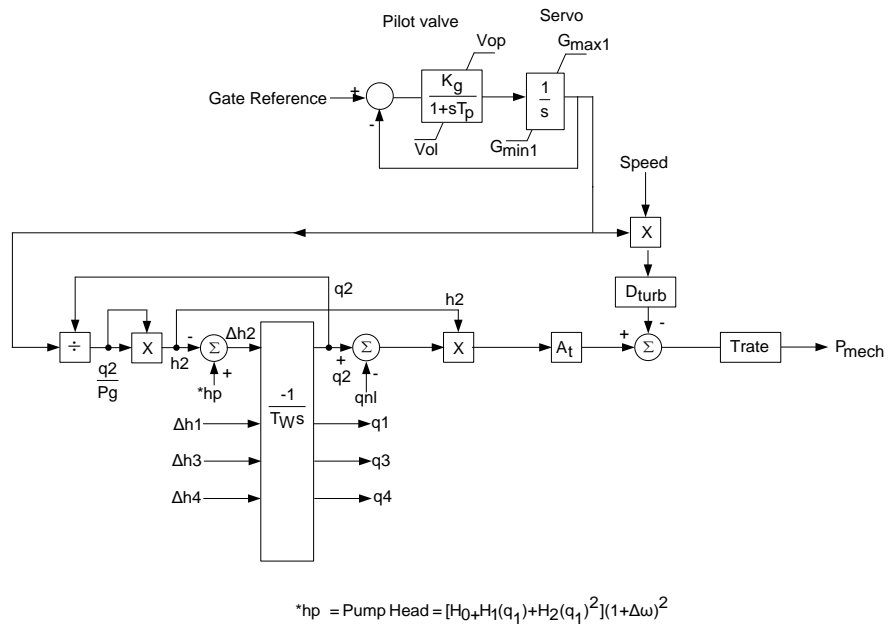 Pilot valve
Servo
Vop
Gmax1
Gate Reference
+
-
Kg
1+sTp
1
s
Vol
Gmin1
Speed
X
Dturb
q2
h2
÷
q2
Pg
X
h2
-
Σ
+
*hp
Δh2
-1
TWs
+
q2
Σ
-
qnl
X
At
+
-
Σ
Trate
Pmech
Δh1
q1
Δh3
q3
Δh4
q4
*hp = Pump Head = [H0+H1(q1)+H2(q1)2](1+Δω)2